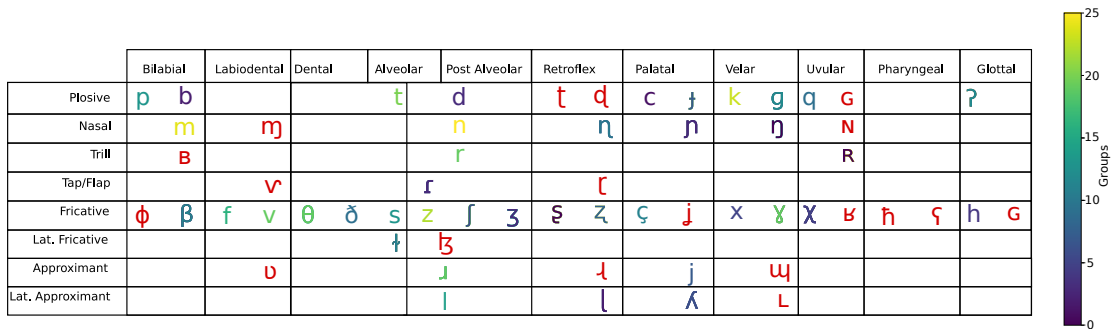 Bilabial Labiodental Dental Alveolar Post Alveolar Retroflex Palatal Velar Uvular Pharyngeal Glottal
Plosive p b t d ʈ ɖ c ɟ k ɡ q ɢ ʔ
Nasal m ɱ n ɳ ɲ ŋ ɴ
Trill ʙ r ʀ
Tap/Flap ⱱ ɾ ɽ
Fricative ɸ β f v θ ð s z ʃ ʒ ʂ ʐ ç ʝ x ɣ χ ʁ ħ ʕ h ɢ
Lat. Fricative ɬ ɮ
Approximant ʋ ɹ ɻ j ɰ
Lat. Approximant l ɭ ʎ ʟ
25
20
15
10
5
0
Groups